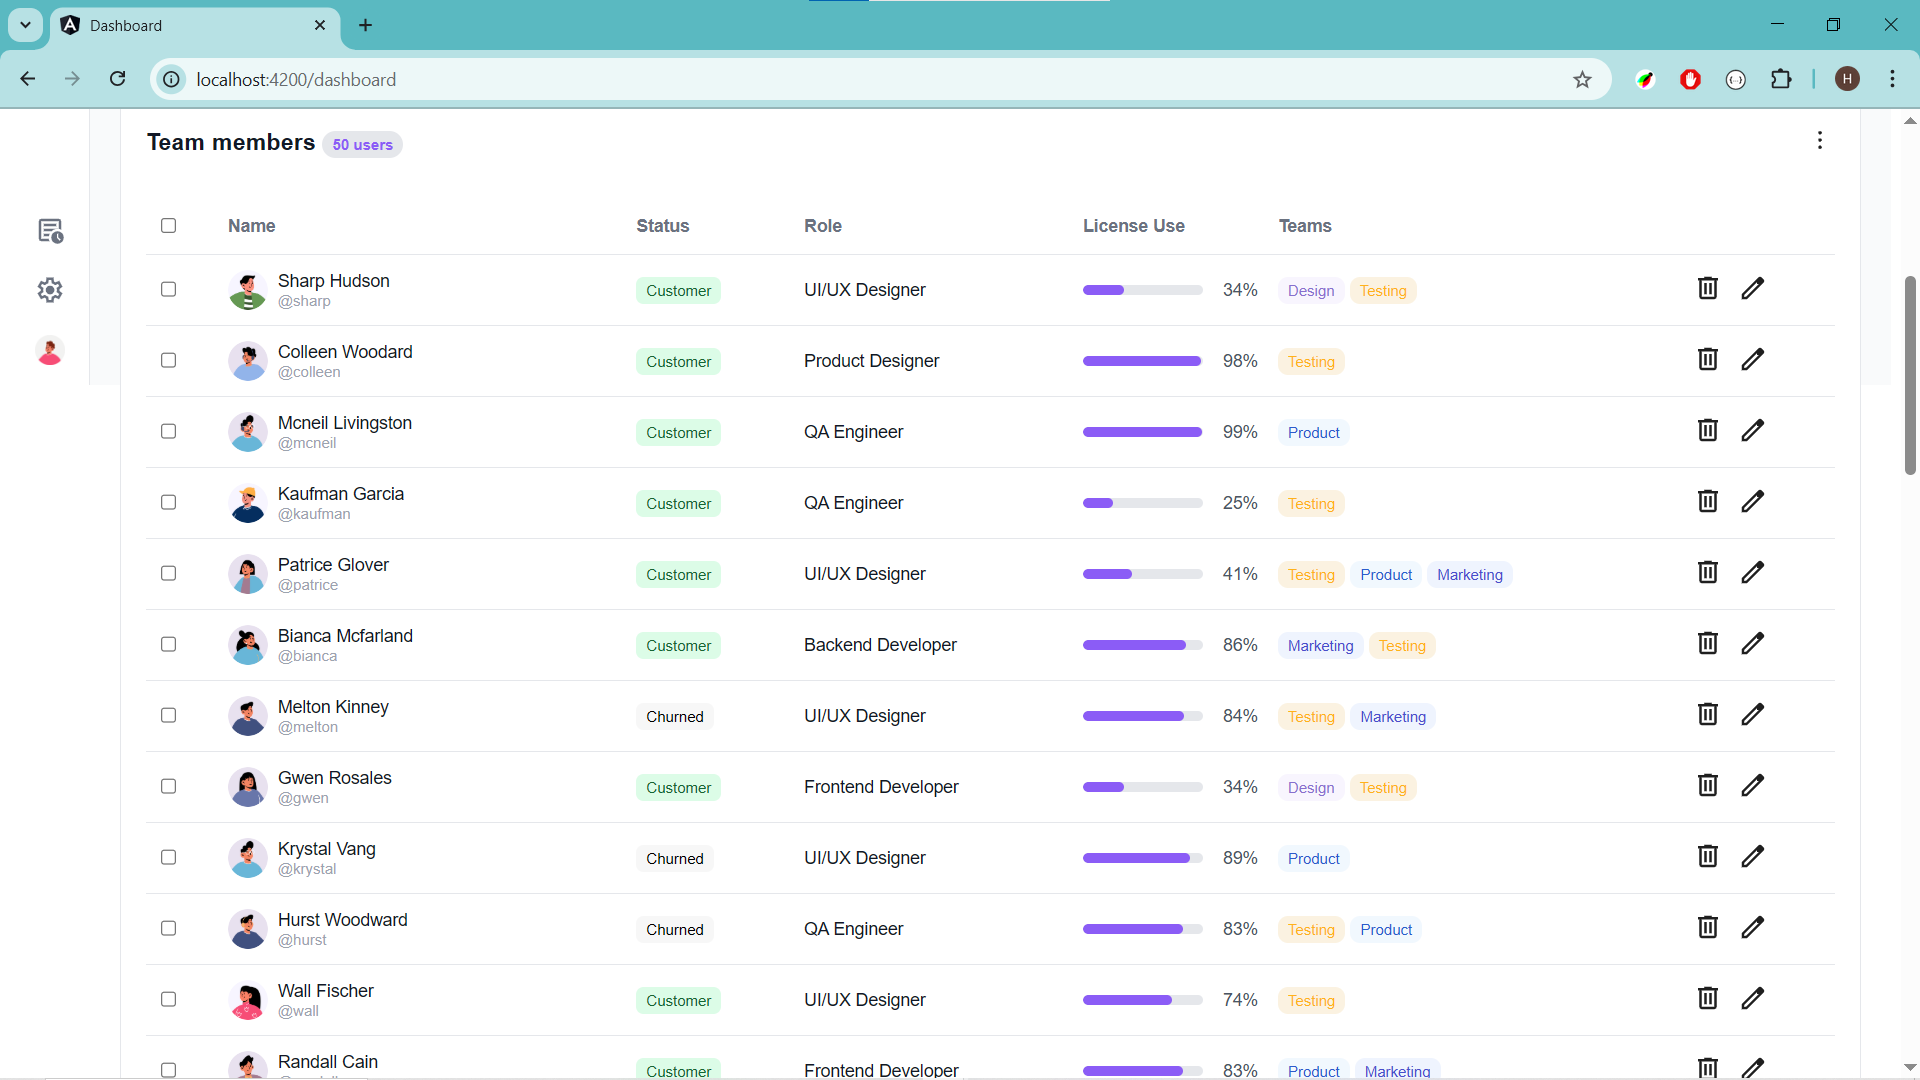 Dashboard
localhost:4200/dashboard
H
Team members 50 users
Name Status Role License Use Teams
Sharp Hudson
@sharp
Customer UI/UX Designer 34% Design Testing
Colleen Woodard
@colleen
Customer Product Designer 98% Testing
Mcneil Livingston
@mcneil
Customer QA Engineer 99% Product
Kaufman Garcia
@kaufman
Customer QA Engineer 25% Testing
Patrice Glover
@patrice
Customer UI/UX Designer 41% Testing Product Marketing
Bianca Mcfarland
@bianca
Customer Backend Developer 86% Marketing Testing
Melton Kinney
@melton
Churned UI/UX Designer 84% Testing Marketing
Gwen Rosales
@gwen
Customer Frontend Developer 34% Design Testing
Krystal Vang
@krystal
Churned UI/UX Designer 89% Product
Hurst Woodward
@hurst
Churned QA Engineer 83% Testing Product
Wall Fischer
@wall
Customer UI/UX Designer 74% Testing
Randall Cain
Customer Frontend Developer 83% Product Marketing